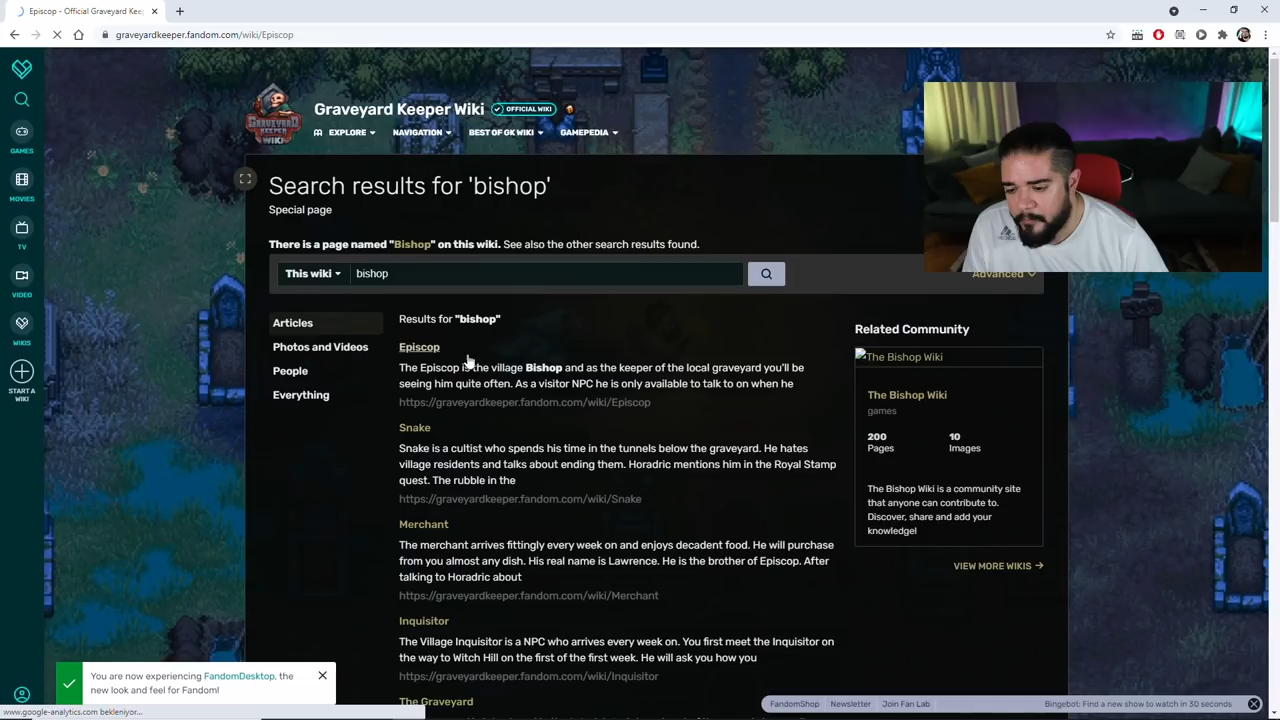 Episcop - Official Graveyard Keep
graveyardkeeper.fandom.com/wiki/Episcop
Graveyard Keeper Wiki
OFFICIAL WIKI
EXPLORE
NAVIGATION
BEST OF GK WIKI
GAMEPEDIA
GRAVEYARD
KEEPER
WIKI
GAMES
MOVIES
TV
VIDEO
WIKIS
START A
WIKI
Search results for 'bishop'
Special page
There is a page named "Bishop" on this wiki. See also the other search results found.
This wiki
bishop
Advanced
Articles
Photos and Videos
People
Everything
Results for "bishop"
Episcop
The Episcop is the village Bishop and as the keeper of the local graveyard you'll be
seeing him quite often. As a visitor NPC he is only available to talk to on when he
https://graveyardkeeper.fandom.com/wiki/Episcop
Snake
Snake is a cultist who spends his time in the tunnels below the graveyard. He hates
village residents and talks about ending them. Horadric mentions him in the Royal Stamp
quest. The rubble in the
https://graveyardkeeper.fandom.com/wiki/Snake
Merchant
The merchant arrives fittingly every week on and enjoys decadent food. He will purchase
from you almost any dish. His real name is Lawrence. He is the brother of Episcop. After
talking to Horadric about
https://graveyardkeeper.fandom.com/wiki/Merchant
Inquisitor
The Village Inquisitor is a NPC who arrives every week on. You first meet the Inquisitor on
the way to Witch Hill on the first of the first week. He will ask you how you
https://graveyardkeeper.fandom.com/wiki/Inquisitor
The Graveyard
Related Community
The Bishop Wiki
The Bishop Wiki
games
200
Pages
10
Images
The Bishop Wiki is a community site
that anyone can contribute to.
Discover, share and add your
knowledge!
VIEW MORE WIKIS
You are now experiencing FandomDesktop, the
new look and feel for Fandom!
www.google-analytics.com bekleniyor...
FandomShop
Newsletter
Join Fan Lab
Bingebot: Find a new show to watch in 30 seconds